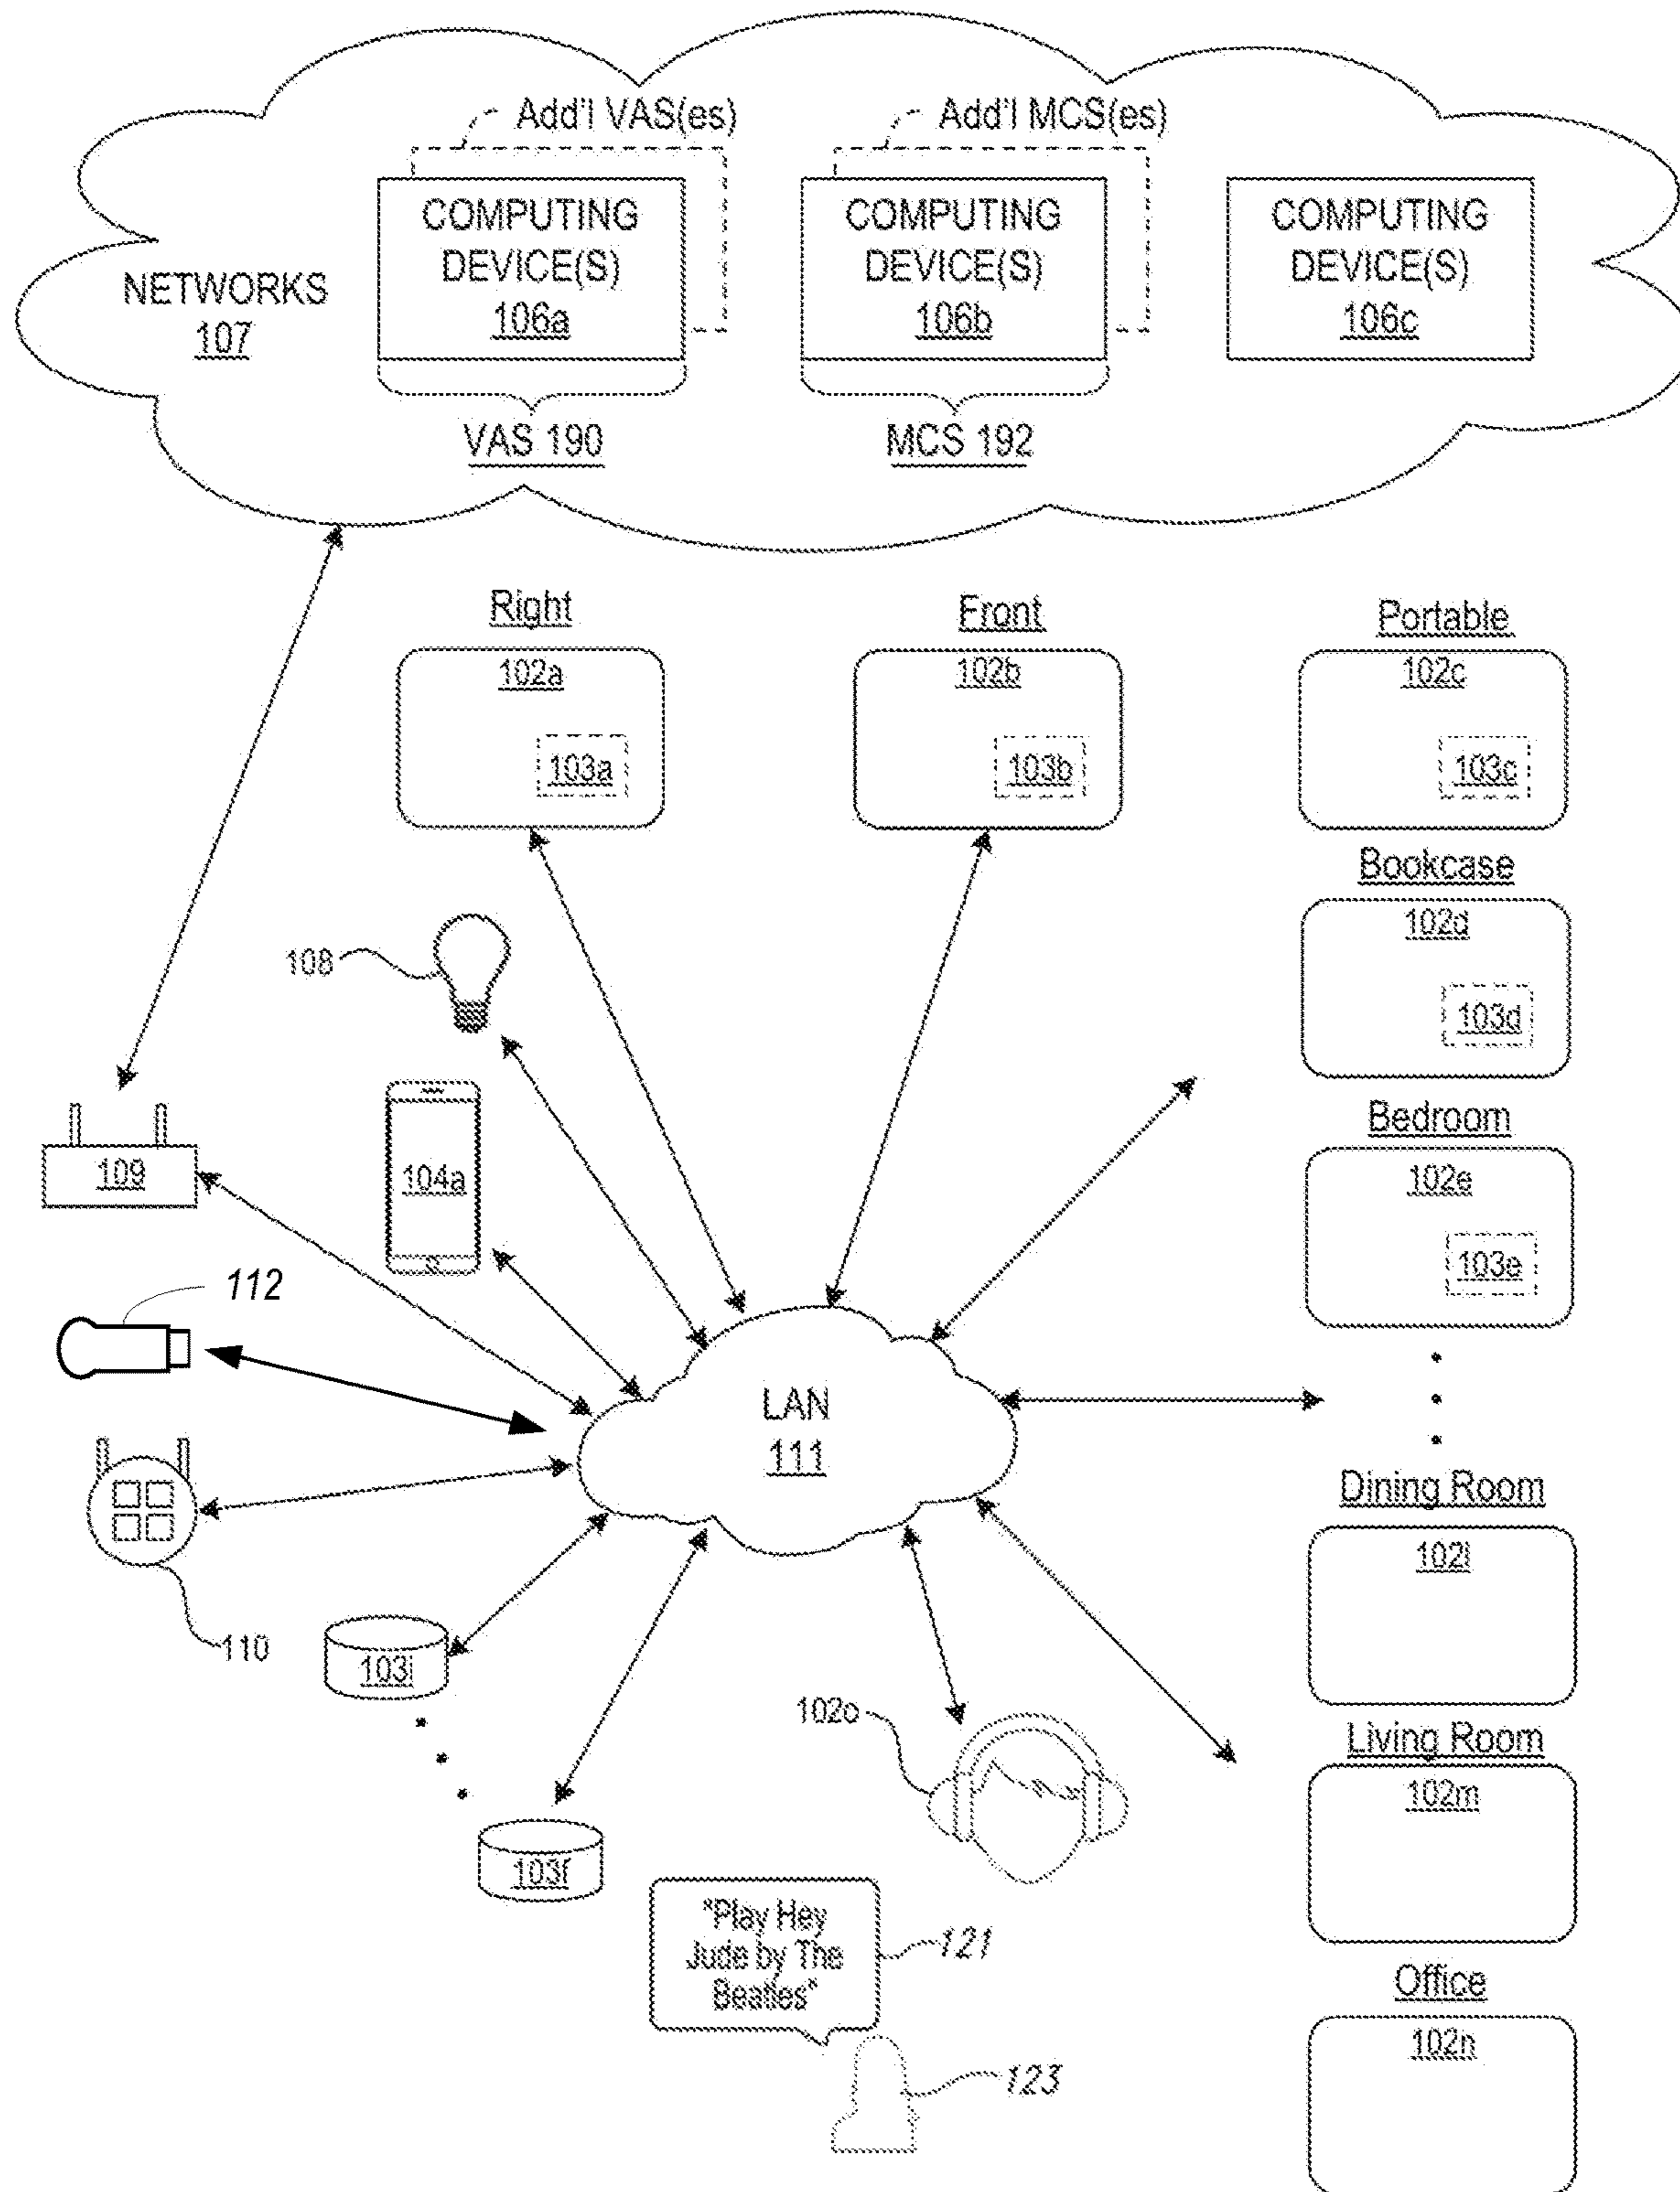 Add'l VAS(es)
Add'l MCS(es)
COMPUTING
DEVICE(S)
106a
COMPUTING
DEVICE(S)
106b
COMPUTING
DEVICE(S)
106c
NETWORKS
107
VAS 190
MCS 192
Right
102a
103a
Front
102b
103b
Portable
102c
103c
Bookcase
102d
103d
Bedroom
102e
103e
108
104a
109
112
LAN
111
110
103i
103f
102o
Dining Room
102l
Living Room
102m
Office
102n
"Play Hey
Jude by The
Beatles"
121
123